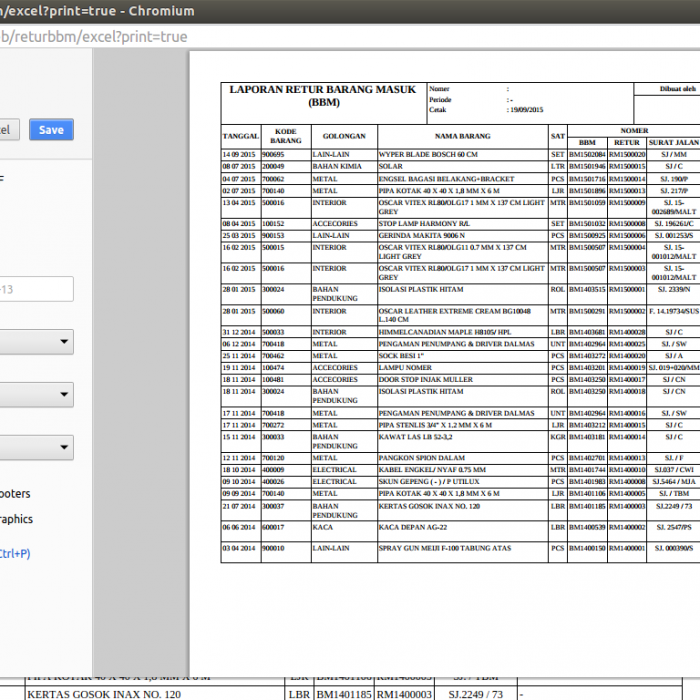 n/excel?print=true - Chromium
b/returbbm/excel?print=true
el Save
F
-13
ooters
raphics
Ctrl+P)
LAPORAN RETUR BARANG MASUK (BBM)
Nomer :
Periode : -
Cetak : 19/09/2015
Dibuat oleh
TANGGAL KODE BARANG GOLONGAN NAMA BARANG SAT NOMER
BBM RETUR SURAT JALAN
14 09 2015 900695 LAIN-LAIN WYPER BLADE BOSCH 60 CM SET BM1502084 RM1500020 SJ / MM
08 07 2015 200049 BAHAN KIMIA SOLAR LTR BM1501946 RM1500015 SJ / C
04 07 2015 700062 METAL ENGSEL BAGASI BELAKANG+BRACKET PCS BM1501716 RM1500014 SJ. 190/P
02 07 2015 700140 METAL PIPA KOTAK 40 X 40 X 1,8 MM X 6 M LJR BM1501896 RM1500013 SJ. 217/P
13 04 2015 500016 INTERIOR OSCAR VITEX RL80/OLG17 1 MM X 137 CM LIGHT MTR BM1501059 RM1500009 SJ. 15-
GREY 002689/MALT
08 04 2015 100152 ACCECORIES STOP LAMP HARMONY R/L SET BM1501032 RM1500008 SJ. 196261/C
25 03 2015 900153 LAIN-LAIN GERINDA MAKITA 9006 N PCS BM1500925 RM1500006 SJ. 001253/S
16 02 2015 500015 INTERIOR OSCAR VITEX RL80/OLG11 0.7 MM X 137 CM MTR BM1500507 RM1500004 SJ. 15-
LIGHT GREY 001012/MALT
16 02 2015 500016 INTERIOR OSCAR VITEX RL80/OLG17 1 MM X 137 CM LIGHT MTR BM1500507 RM1500003 SJ. 15-
GREY 001012/MALT
28 01 2015 300024 BAHAN ISOLASI PLASTIK HITAM ROL BM1403515 RM1500001 SJ. 2339/N
PENDUKUNG
28 01 2015 500060 INTERIOR OSCAR LEATHER EXTREME CREAM BG10048 MTR BM1500291 RM1500002 F. 14.19734/SUS
L.140 CM
31 12 2014 500033 INTERIOR HIMMELCANADIAN MAPLE H8105/ HPL LBR BM1403681 RM1400028 SJ / C
06 12 2014 700418 METAL PENGAMAN PENUMPANG & DRIVER DALMAS UNT BM1402964 RM1400025 SJ. / SW
25 11 2014 700462 METAL SOCK BESI 1" PCS BM1403272 RM1400020 SJ / A
19 11 2014 100474 ACCECORIES LAMPU NOMER PCS BM1403201 RM1400019 SJ. 019+020/MM
18 11 2014 100481 ACCECORIES DOOR STOP INJAK MULLER PCS BM1403250 RM1400017 SJ / CN
18 11 2014 300024 BAHAN ISOLASI PLASTIK HITAM ROL BM1403250 RM1400018 SJ / CN
PENDUKUNG
17 11 2014 700418 METAL PENGAMAN PENUMPANG & DRIVER DALMAS UNT BM1402964 RM1400016 SJ. / SW
17 11 2014 700272 METAL PIPA STENLIS 3/4" X 1.2 MM X 6 M LJR BM1403212 RM1400015 SJ / C
15 11 2014 300033 BAHAN KAWAT LAS LB 52-3,2 KGR BM1403181 RM1400014 SJ / C
PENDUKUNG
12 11 2014 700120 METAL PANGKON SPION DALAM PCS BM1402701 RM1400013 SJ. / F
18 10 2014 400009 ELECTRICAL KABEL ENGKEL/ NYAF 0.75 MM MTR BM1401744 RM1400010 SJ.037 / CWI
09 10 2014 400026 ELECTRICAL SKUN GEPENG ( - ) / P UTILUX PCS BM1401983 RM1400008 SJ.5464 / MJA
09 09 2014 700140 METAL PIPA KOTAK 40 X 40 X 1,8 MM X 6 M LJR BM1401106 RM1400005 SJ. / TBM
21 07 2014 300037 BAHAN KERTAS GOSOK INAX NO. 120 LBR BM1401185 RM1400003 SJ.2249 / 73
PENDUKUNG
06 06 2014 600017 KACA KACA DEPAN AG-22 LBR BM1400539 RM1400002 SJ. 2547/PS
03 04 2014 900010 LAIN-LAIN SPRAY GUN MEIJI F-100 TABUNG ATAS PCS BM1400150 RM1400001 SJ. 000390/S
PIPA KOTAK 40 X 40 X 1,8 MM X 6 M LJR BM1401106 RM1400005 SJ. / TBM
KERTAS GOSOK INAX NO. 120 LBR BM1401185 RM1400003 SJ.2249 / 73 -